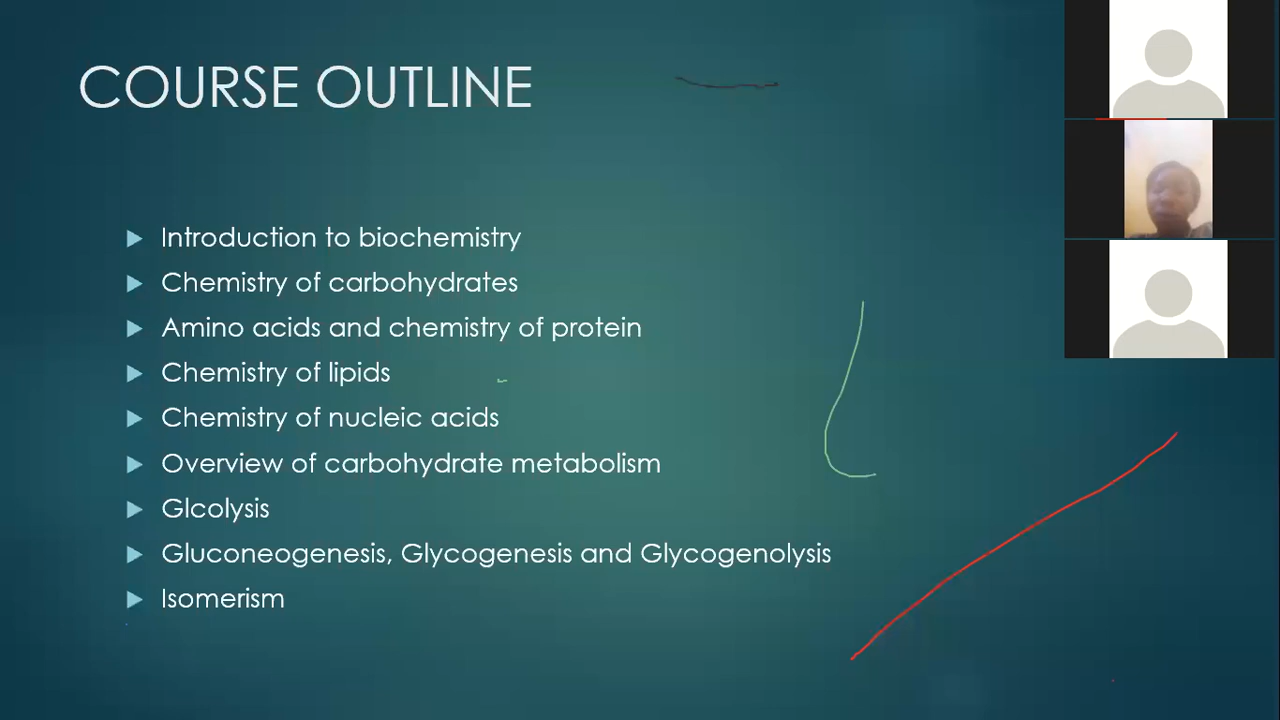 COURSE OUTLINE
Introduction to biochemistry
Chemistry of carbohydrates
Amino acids and chemistry of protein
Chemistry of lipids
Chemistry of nucleic acids
Overview of carbohydrate metabolism
Glcolysis
Gluconeogenesis, Glycogenesis and Glycogenolysis
Isomerism